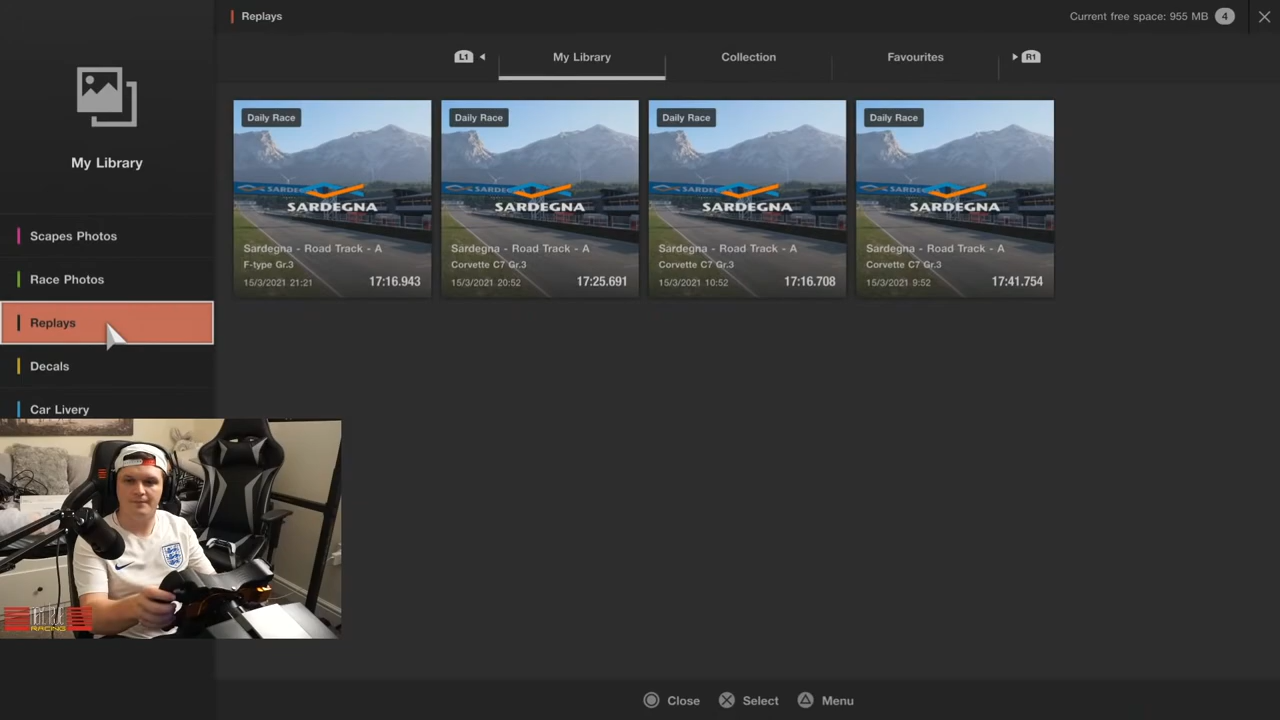 Replays
Current free space: 955 MB 4
L1 My Library Collection Favourites R1
My Library
Scapes Photos
Race Photos
Replays
Decals
Car Livery
Daily Race
SARDEGNA
Sardegna - Road Track - A
F-type Gr.3
15/3/2021 21:21 17:16.943
Daily Race
SARDEGNA
Sardegna - Road Track - A
Corvette C7 Gr.3
15/3/2021 20:52 17:25.691
Daily Race
SARDEGNA
Sardegna - Road Track - A
Corvette C7 Gr.3
15/3/2021 10:52 17:16.708
Daily Race
SARDEGNA
Sardegna - Road Track - A
Corvette C7 Gr.3
15/3/2021 9:52 17:41.754
RACING
Close Select Menu